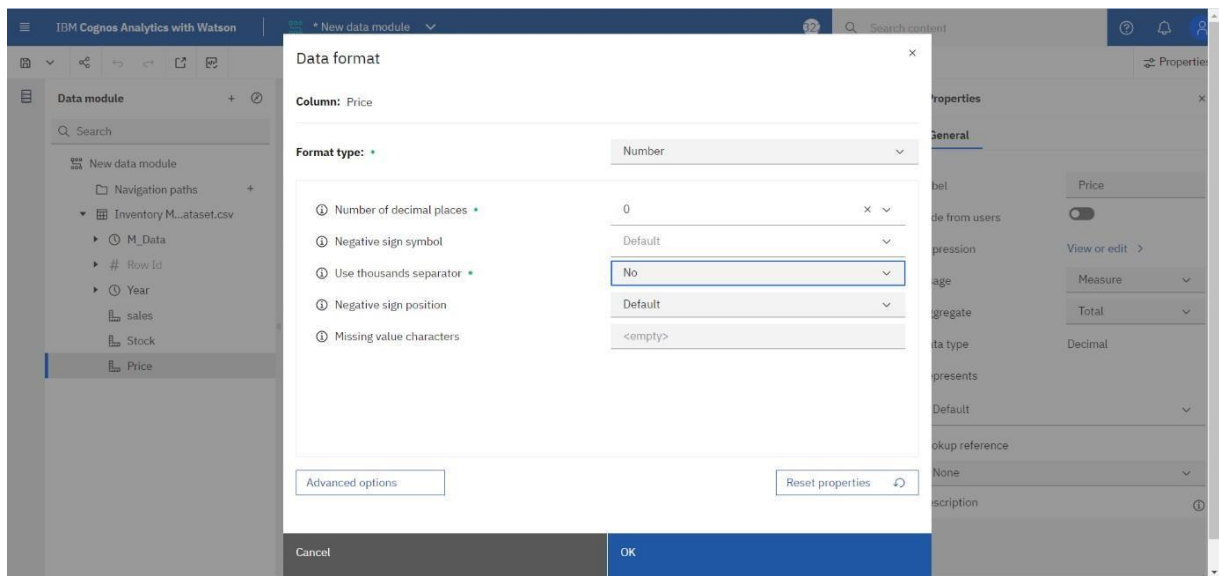 IBM Cognos Analytics with Watson
* New data module
Search content
Properties
Data module
Search
New data module
Navigation paths
Inventory M...ataset.csv
M_Data
# Row Id
Year
sales
Stock
Price
Data format
Column: Price
Format type: Number
Number of decimal places 0
Negative sign symbol Default
Use thousands separator No
Negative sign position Default
Missing value characters <empty>
Advanced options
Reset properties
Cancel
OK
roperties
General
bel Price
de from users
pression View or edit
age Measure
gregate Total
ta type Decimal
presents
Default
okup reference
None
scription